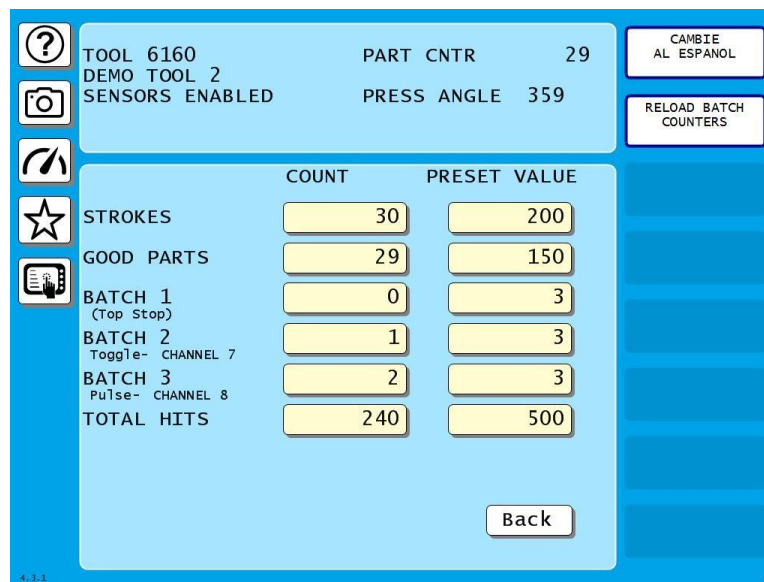 TOOL 6160 PART CNTR 29
DEMO TOOL 2
SENSORS ENABLED PRESS ANGLE 359
CAMBIE
AL ESPANOL
RELOAD BATCH
COUNTERS
COUNT PRESET VALUE
STROKES 30 200
GOOD PARTS 29 150
BATCH 1 0 3
(Top Stop)
BATCH 2 1 3
Toggle- CHANNEL 7
BATCH 3 2 3
Pulse- CHANNEL 8
TOTAL HITS 240 500
Back
4.3.1